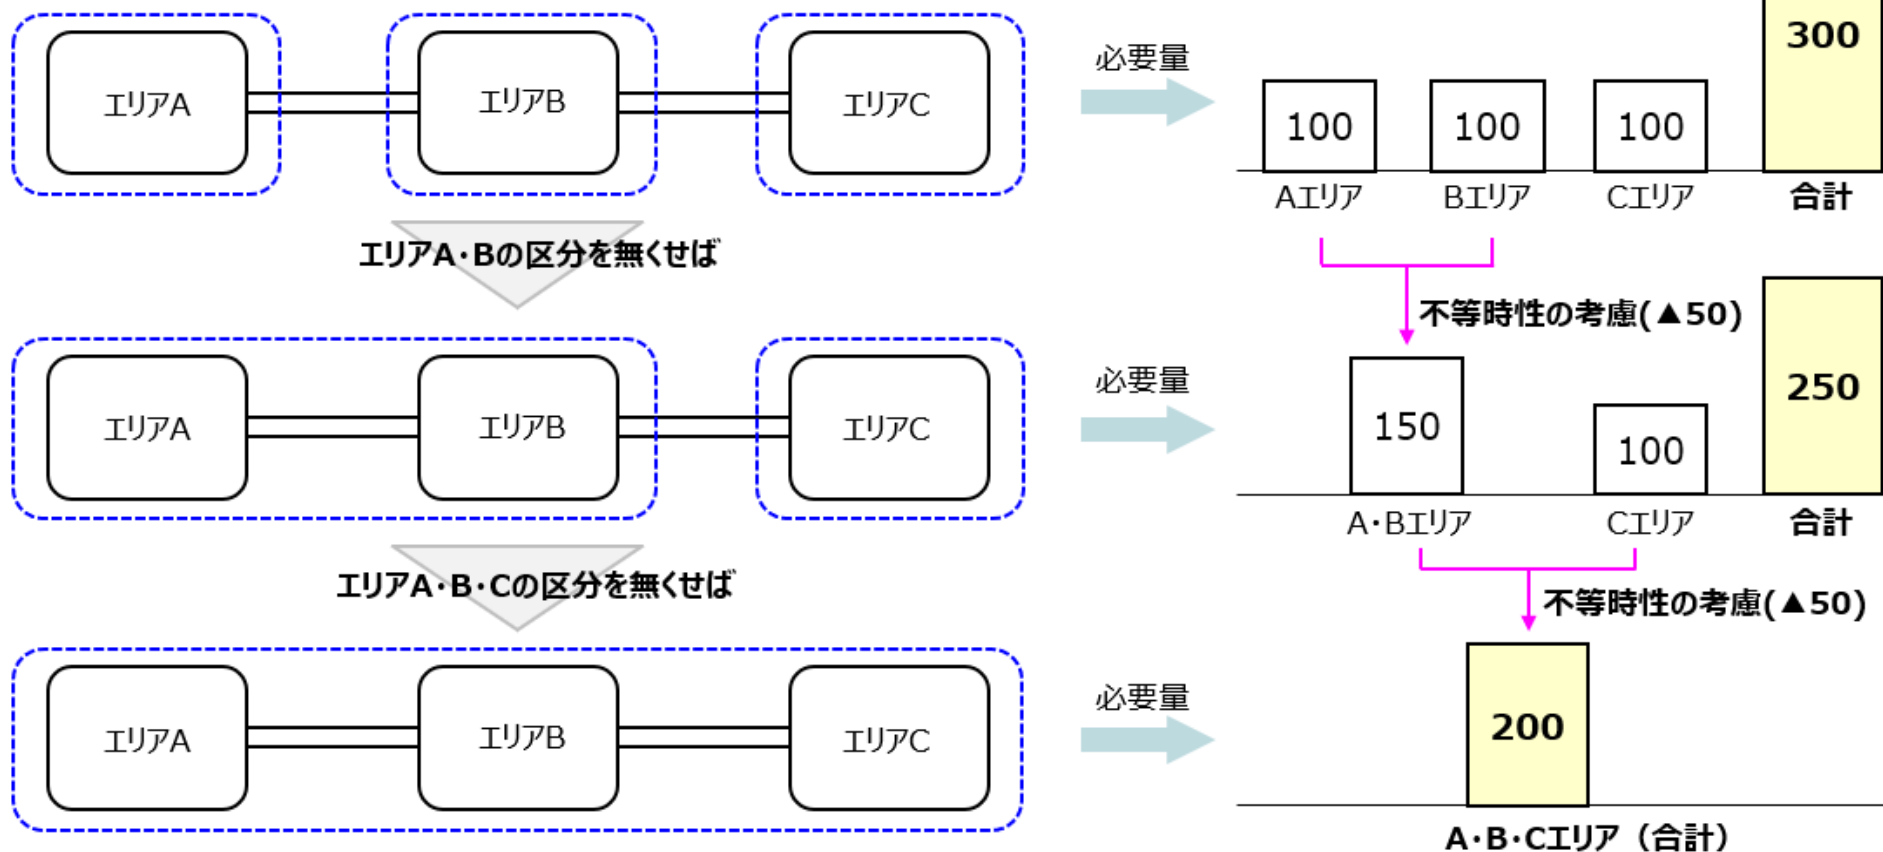 エリアA
エリアB
エリアC
必要量
100
100
100
300
Aエリア
Bエリア
Cエリア
合計
エリアA・Bの区分を無くせば
不等時性の考慮(▲50)
エリアA
エリアB
エリアC
必要量
150
100
250
A・Bエリア
Cエリア
合計
エリアA・B・Cの区分を無くせば
不等時性の考慮(▲50)
エリアA
エリアB
エリアC
必要量
200
A・B・Cエリア（合計）